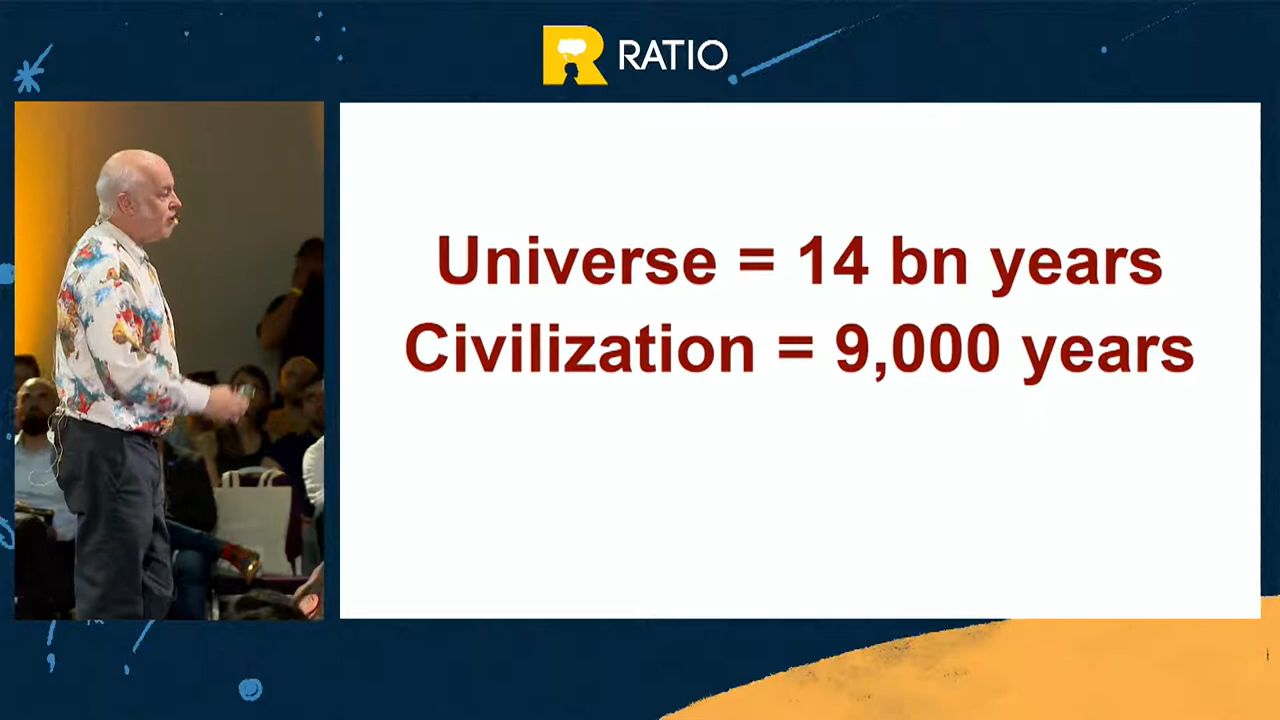 RATIO
Universe = 14 bn years
Civilization = 9,000 years